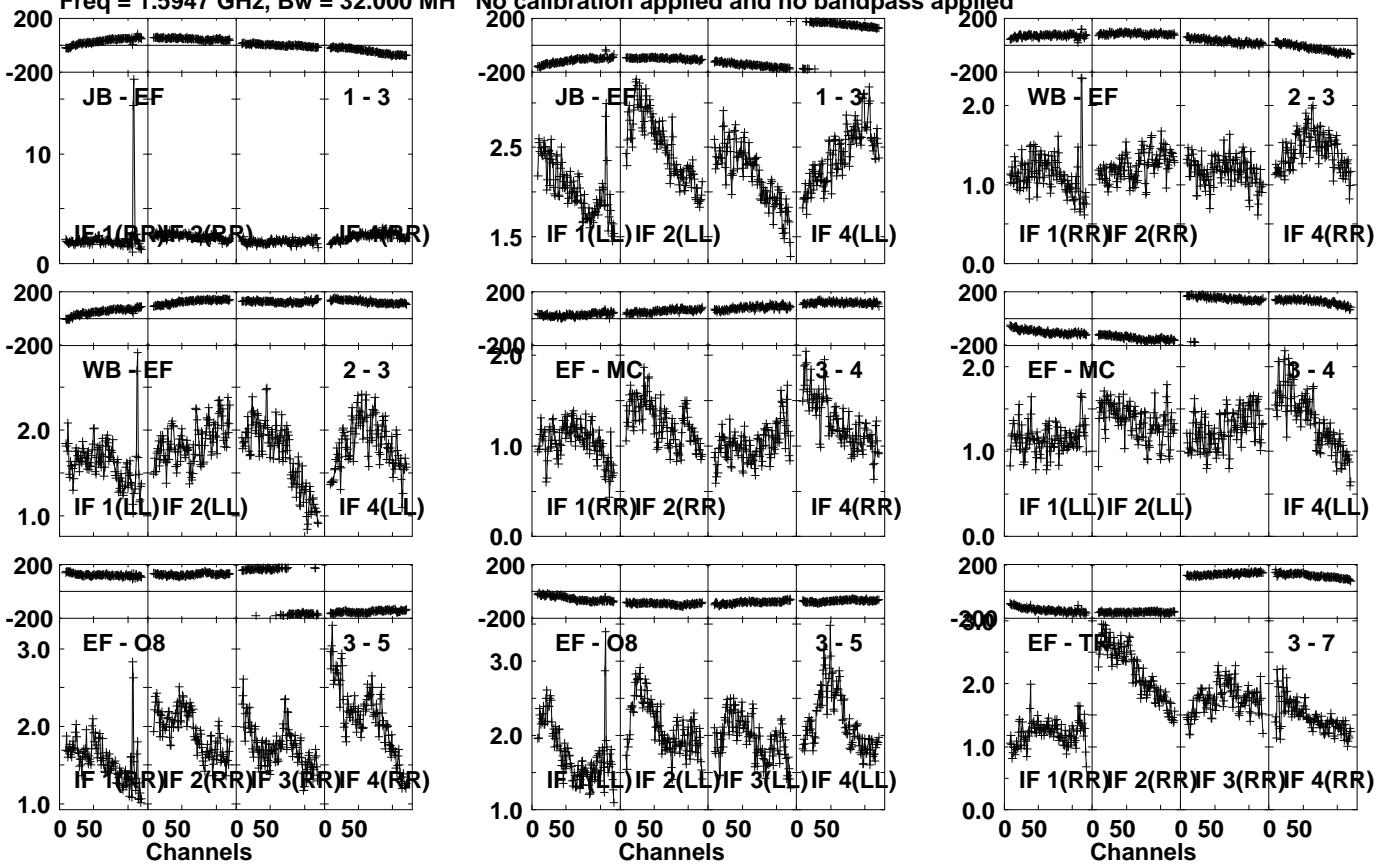 Freq = 1.5947 GHz, Bw = 32.000 MH No calibration applied and no bandpass applied
200
-200
JB - EF 1 - 3
10
0
IF 1(RR) IF 2(RR) IF 4(RR)
200
-200
JB - EF 1 - 3
2.5
1.5
IF 1(LL) IF 2(LL) IF 4(LL)
200
-200
WB - EF 2 - 3
2.0
1.0
0.0
IF 1(RR) IF 2(RR) IF 4(RR)
200
-200
WB - EF 2 - 3
2.0
1.0
IF 1(LL) IF 2(LL) IF 4(LL)
200
-200
2.0
EF - MC 3 - 4
1.0
0.0
IF 1(RR) IF 2(RR) IF 4(RR)
200
-200
EF - MC 3 - 4
2.0
1.0
0.0
IF 1(LL) IF 2(LL) IF 4(LL)
200
-200
EF - O8 3 - 5
3.0
2.0
1.0
IF 1(RR) IF 2(RR) IF 3(RR) IF 4(RR)
0 50 0 50 0 50 0 50
Channels
200
-200
EF - O8 3 - 5
3.0
2.0
1.0
IF 1(LL) IF 2(LL) IF 3(LL) IF 4(LL)
0 50 0 50 0 50 0 50
Channels
200
-200
3.0
EF - TR 3 - 7
2.0
1.0
0.0
IF 1(RR) IF 2(RR) IF 3(RR) IF 4(RR)
0 50 0 50 0 50 0 50
Channels